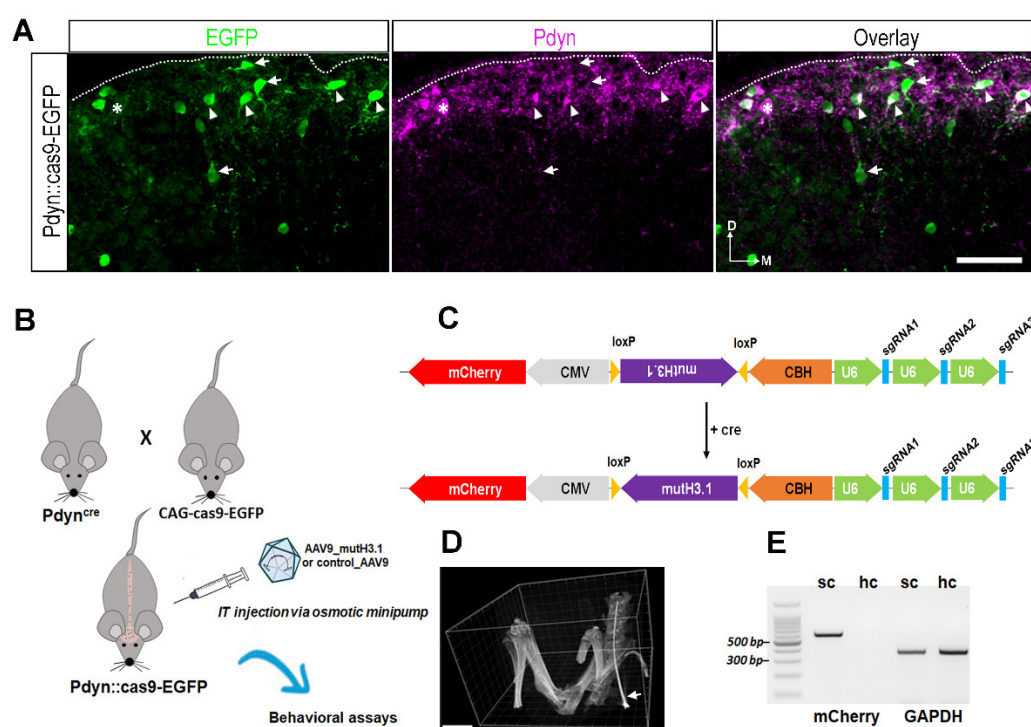 A
EGFP
Pdyn
Overlay
Pdyn::cas9-EGFP
*
*
*
D
M
B
X
Pdyncre
CAG-cas9-EGFP
AAV9_mutH3.1
or control_AAV9
IT injection via osmotic minipump
Pdyn::cas9-EGFP
Behavioral assays
C
sgRNA1 sgRNA2 sgRNA3
loxP loxP
mCherry CMV mutH3.1 CBH U6 U6 U6
+ cre
sgRNA1 sgRNA2 sgRNA3
loxP loxP
mCherry CMV mutH3.1 CBH U6 U6 U6
D
E
sc hc sc hc
500 bp
300 bp
mCherry GAPDH